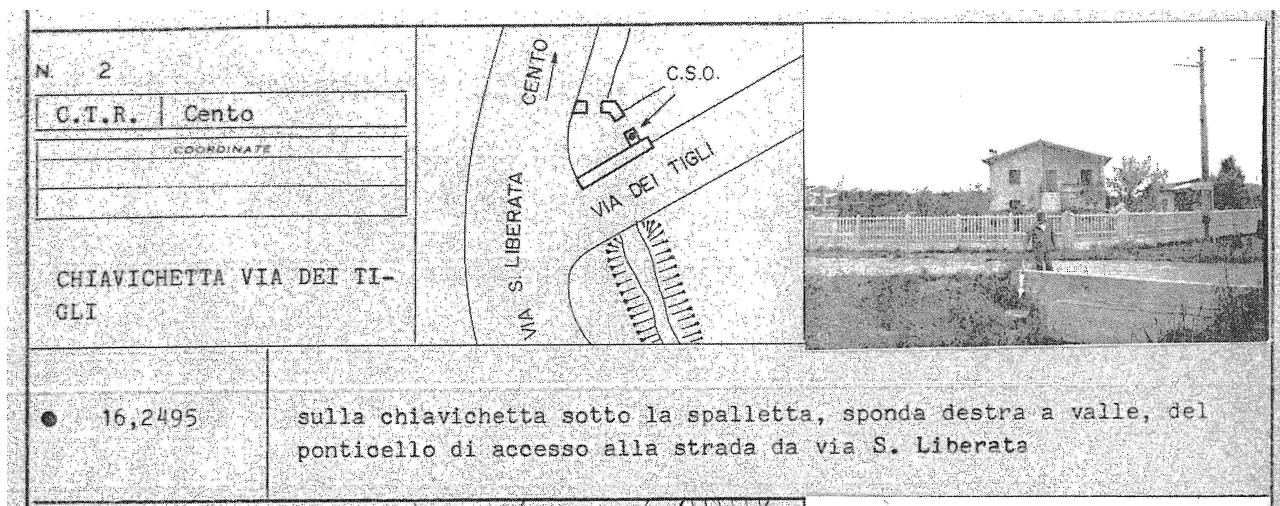 N. 2
C.T.R. Cento
COORDINATE
CHIAVICHETTA VIA DEI TI-
GLI
CENTO
C.S.O.
VIA DEI TIGLI
VIA S. LIBERATA
16,2495
sulla chiavichetta sotto la spalletta, sponda destra a valle, del
ponticello di accesso alla strada da via S. Liberata